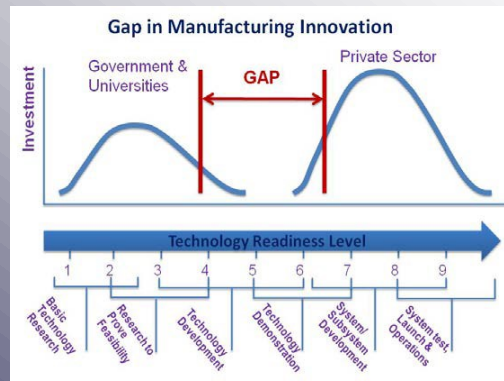 Gap in Manufacturing Innovation
Government &
Universities
GAP
Private Sector
Investment
Technology Readiness Level
1 2 3 4 5 6 7 8 9
Basic
Technology
Research
Research to
Prove
Feasibility
Technology
Development
Technology
Demonstration
System/
Subsystem
Development
System test,
Launch &
Operations